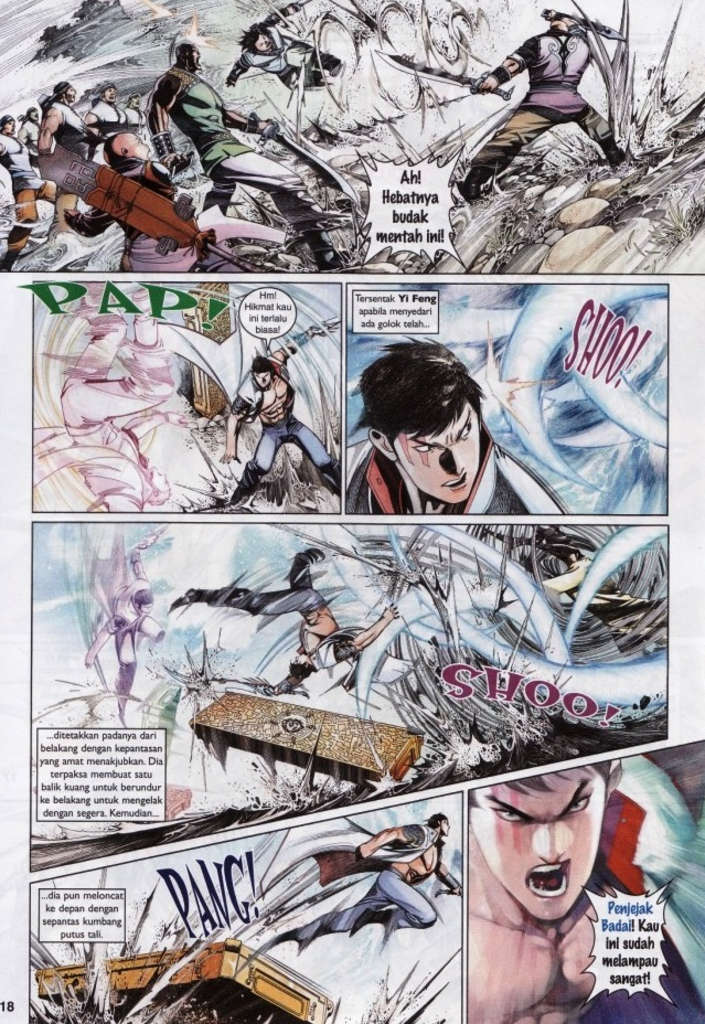 Ah!
Hebatnya
budak
mentah ini!
PAP!
Hm!
Hikmat kau
ini terlalu
biasa!
Tersentak Yi Feng
apabila menyedari
ada golok telah...
SHOO!
SHOO!
...ditetakkan padanya dari
belakang dengan kepantasan
yang amat menakjubkan. Dia
terpaksa membuat satu
balik kuang untuk berundur
ke belakang untuk mengelak
dengan segera. Kemudian...
...dia pun meloncat
ke depan dengan
sepantas kumbang
putus tali.
PANG!
Penjejak
Badai! Kau
ini sudah
melampau
sangat!
18